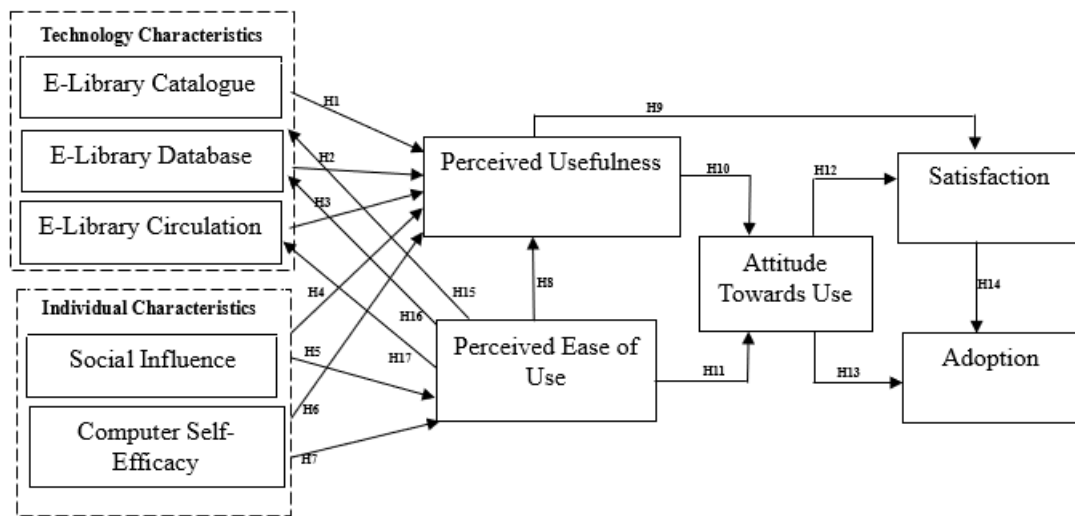 Technology Characteristics
E-Library Catalogue
E-Library Database
E-Library Circulation
Individual Characteristics
Social Influence
Computer Self-
Efficacy
H1
H2
H3
H4
H5
H6
H7
H15
H16
H17
Perceived Usefulness
H8
Perceived Ease of
Use
H9
H10
H11
Attitude
Towards Use
H12
H13
Satisfaction
H14
Adoption